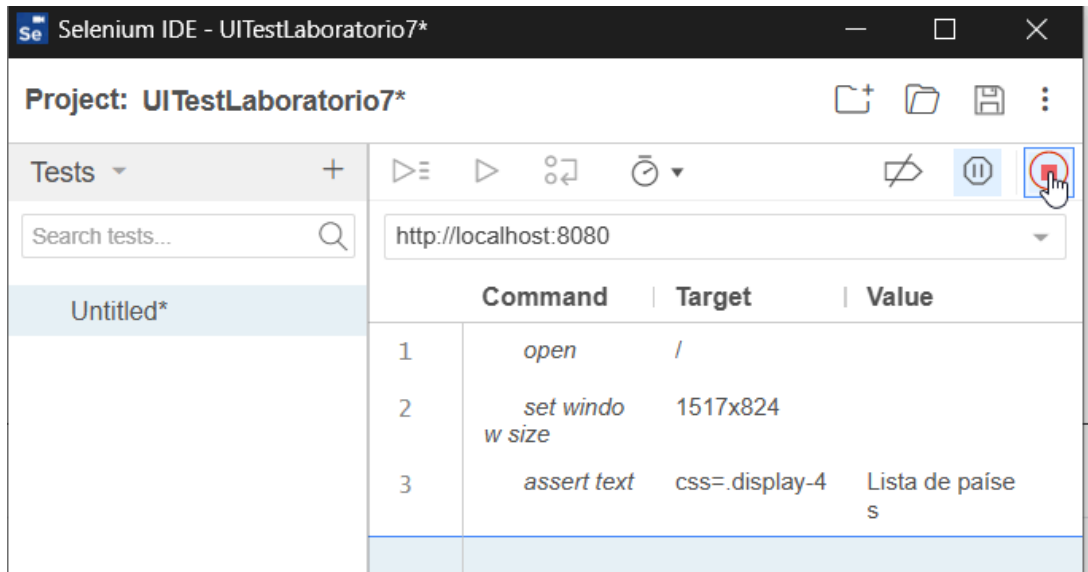 Se Selenium IDE - UITestLaboratorio7*
Project: UITestLaboratorio7*
Tests
Search tests...
Untitled*
http://localhost:8080
Command Target Value
1 open /
2 set windo 1517x824
w size
3 assert text css=.display-4 Lista de paíse
s